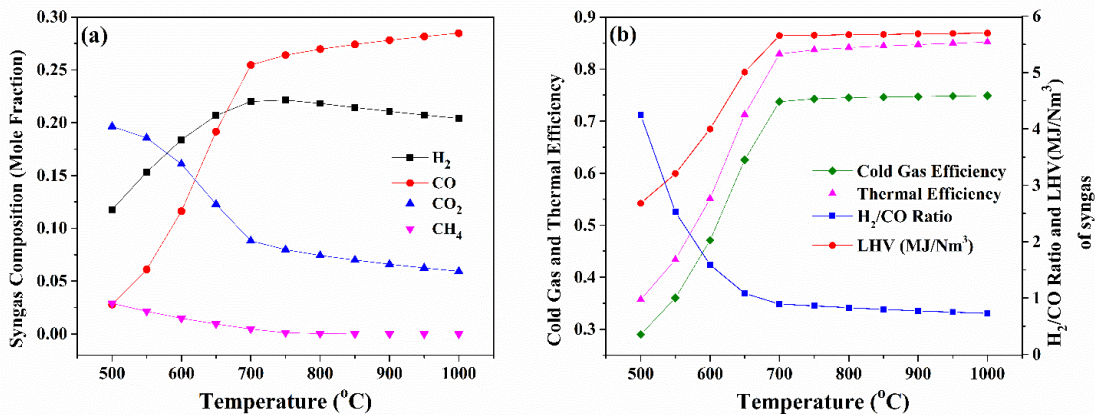 (a)
Syngas Composition (Mole Fraction)
0.30
0.25
0.20
0.15
0.10
0.05
0.00
H2
CO
CO2
CH4
500 600 700 800 900 1000
Temperature (°C)
(b)
Cold Gas and Thermal Efficiency
0.9
0.8
0.7
0.6
0.5
0.4
0.3
Cold Gas Efficiency
Thermal Efficiency
H2/CO Ratio
LHV (MJ/Nm3)
500 600 700 800 900 1000
Temperature (°C)
6
5
4
3
2
1
0
H2/CO Ratio and LHV(MJ/Nm3)
of syngas